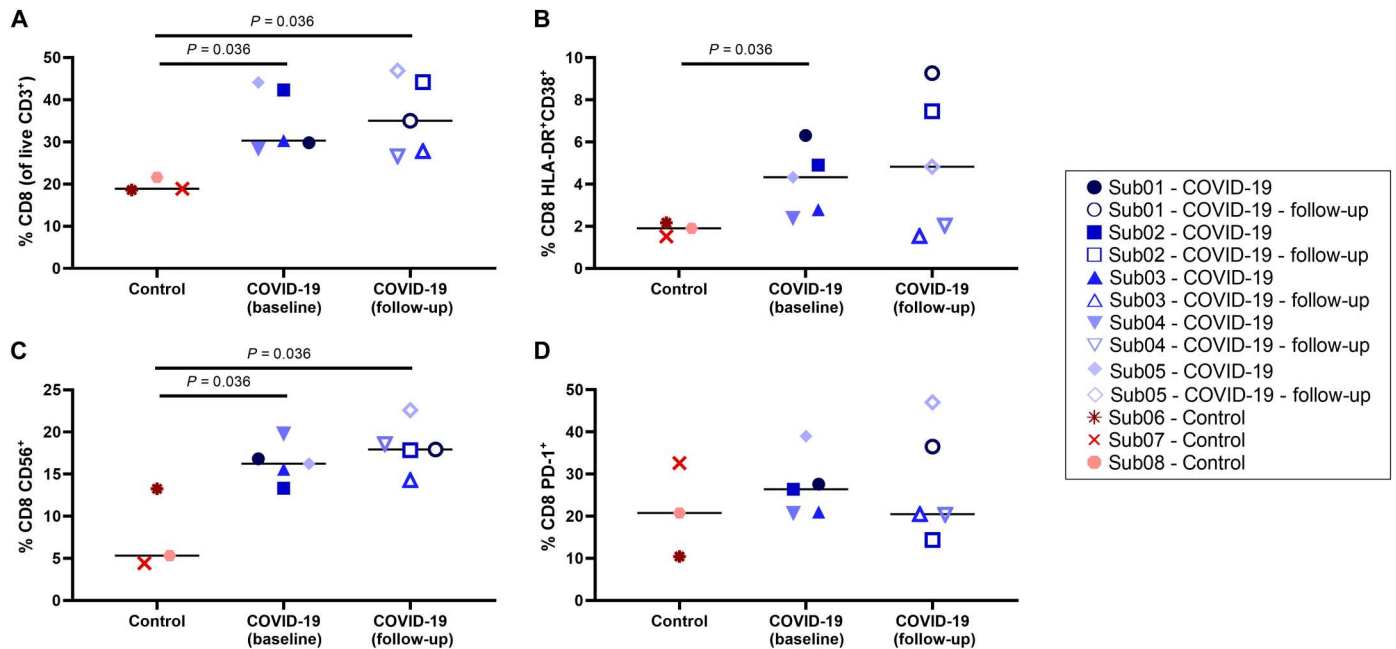 A
P = 0.036
P = 0.036
% CD8 (of live CD3⁺)
50
40
30
20
10
0
Control
COVID-19
(baseline)
COVID-19
(follow-up)
B
P = 0.036
% CD8 HLA-DR⁺CD38⁺
10
8
6
4
2
0
Control
COVID-19
(baseline)
COVID-19
(follow-up)
C
P = 0.036
P = 0.036
% CD8 CD56⁺
25
20
15
10
5
0
Control
COVID-19
(baseline)
COVID-19
(follow-up)
D
% CD8 PD-1⁺
50
40
30
20
10
0
Control
COVID-19
(baseline)
COVID-19
(follow-up)
Sub01 - COVID-19
Sub01 - COVID-19 - follow-up
Sub02 - COVID-19
Sub02 - COVID-19 - follow-up
Sub03 - COVID-19
Sub03 - COVID-19 - follow-up
Sub04 - COVID-19
Sub04 - COVID-19 - follow-up
Sub05 - COVID-19
Sub05 - COVID-19 - follow-up
Sub06 - Control
Sub07 - Control
Sub08 - Control